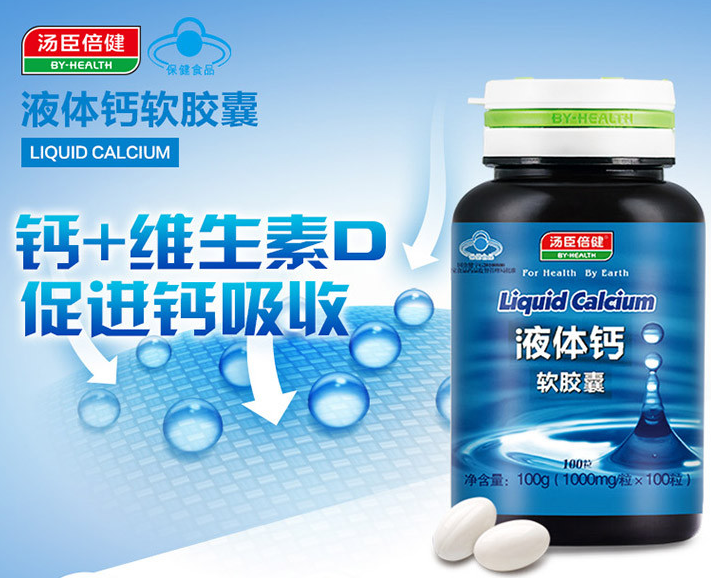 汤臣倍健
BY-HEALTH
保健食品
液体钙软胶囊
LIQUID CALCIUM
钙+维生素D
促进钙吸收
BY-HEALTH
汤臣倍健®
BY-HEALTH
For Health By Earth
Liquid Calcium
液体钙
软胶囊
100粒
净含量：100g（1000mg/粒×100粒）